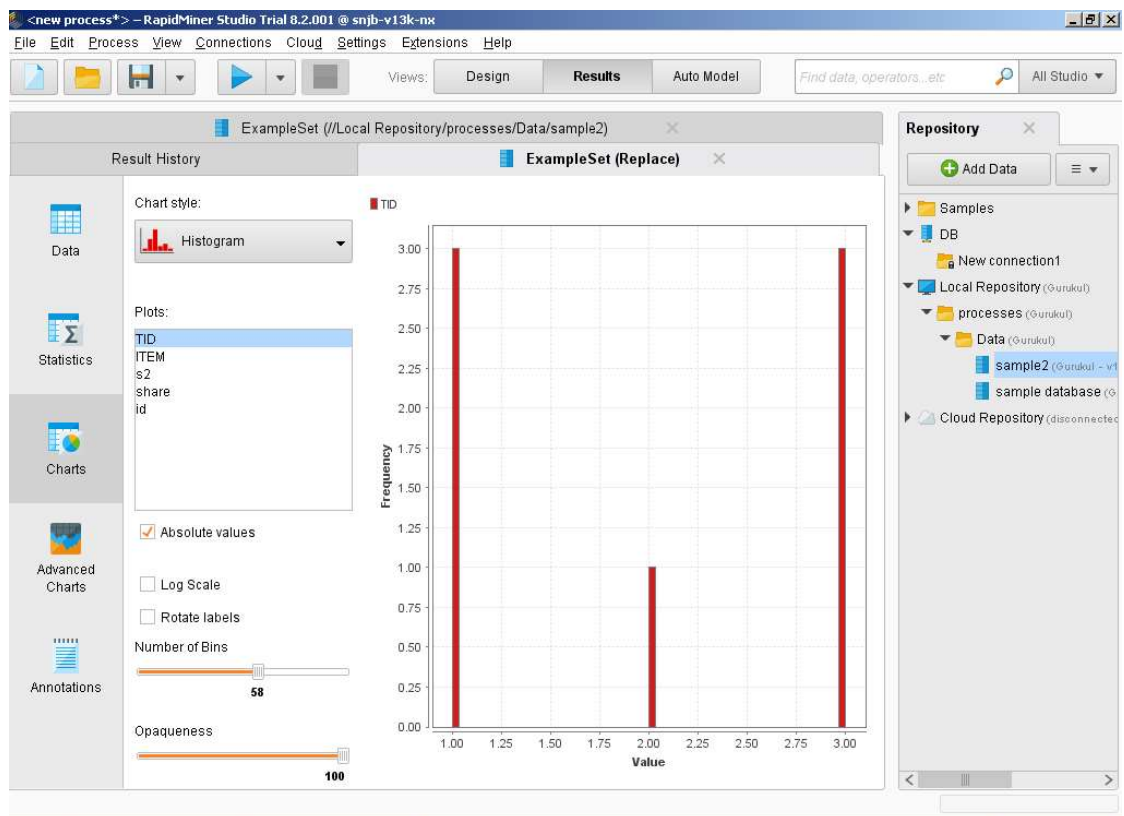 <new process*> – RapidMiner Studio Trial 8.2.001 @ snjb-v13k-nx
File Edit Process View Connections Cloud Settings Extensions Help
Views: Design Results Auto Model Find data, operators...etc All Studio
ExampleSet (//Local Repository/processes/Data/sample2)
Result History
ExampleSet (Replace)
Data
Statistics
Charts
Advanced
Charts
Annotations
Chart style:
Histogram
Plots:
TID
ITEM
s2
share
id
Absolute values
Log Scale
Rotate labels
Number of Bins
58
Opaqueness
100
TID
Frequency
3.00
2.75
2.50
2.25
2.00
1.75
1.50
1.25
1.00
0.75
0.50
0.25
0.00
1.00 1.25 1.50 1.75 2.00 2.25 2.50 2.75 3.00
Value
Repository
Add Data
Samples
DB
New connection1
Local Repository (Gurukul)
processes (Gurukul)
Data (Gurukul)
sample2 (Gurukul - v1
sample database (G
Cloud Repository (disconnected